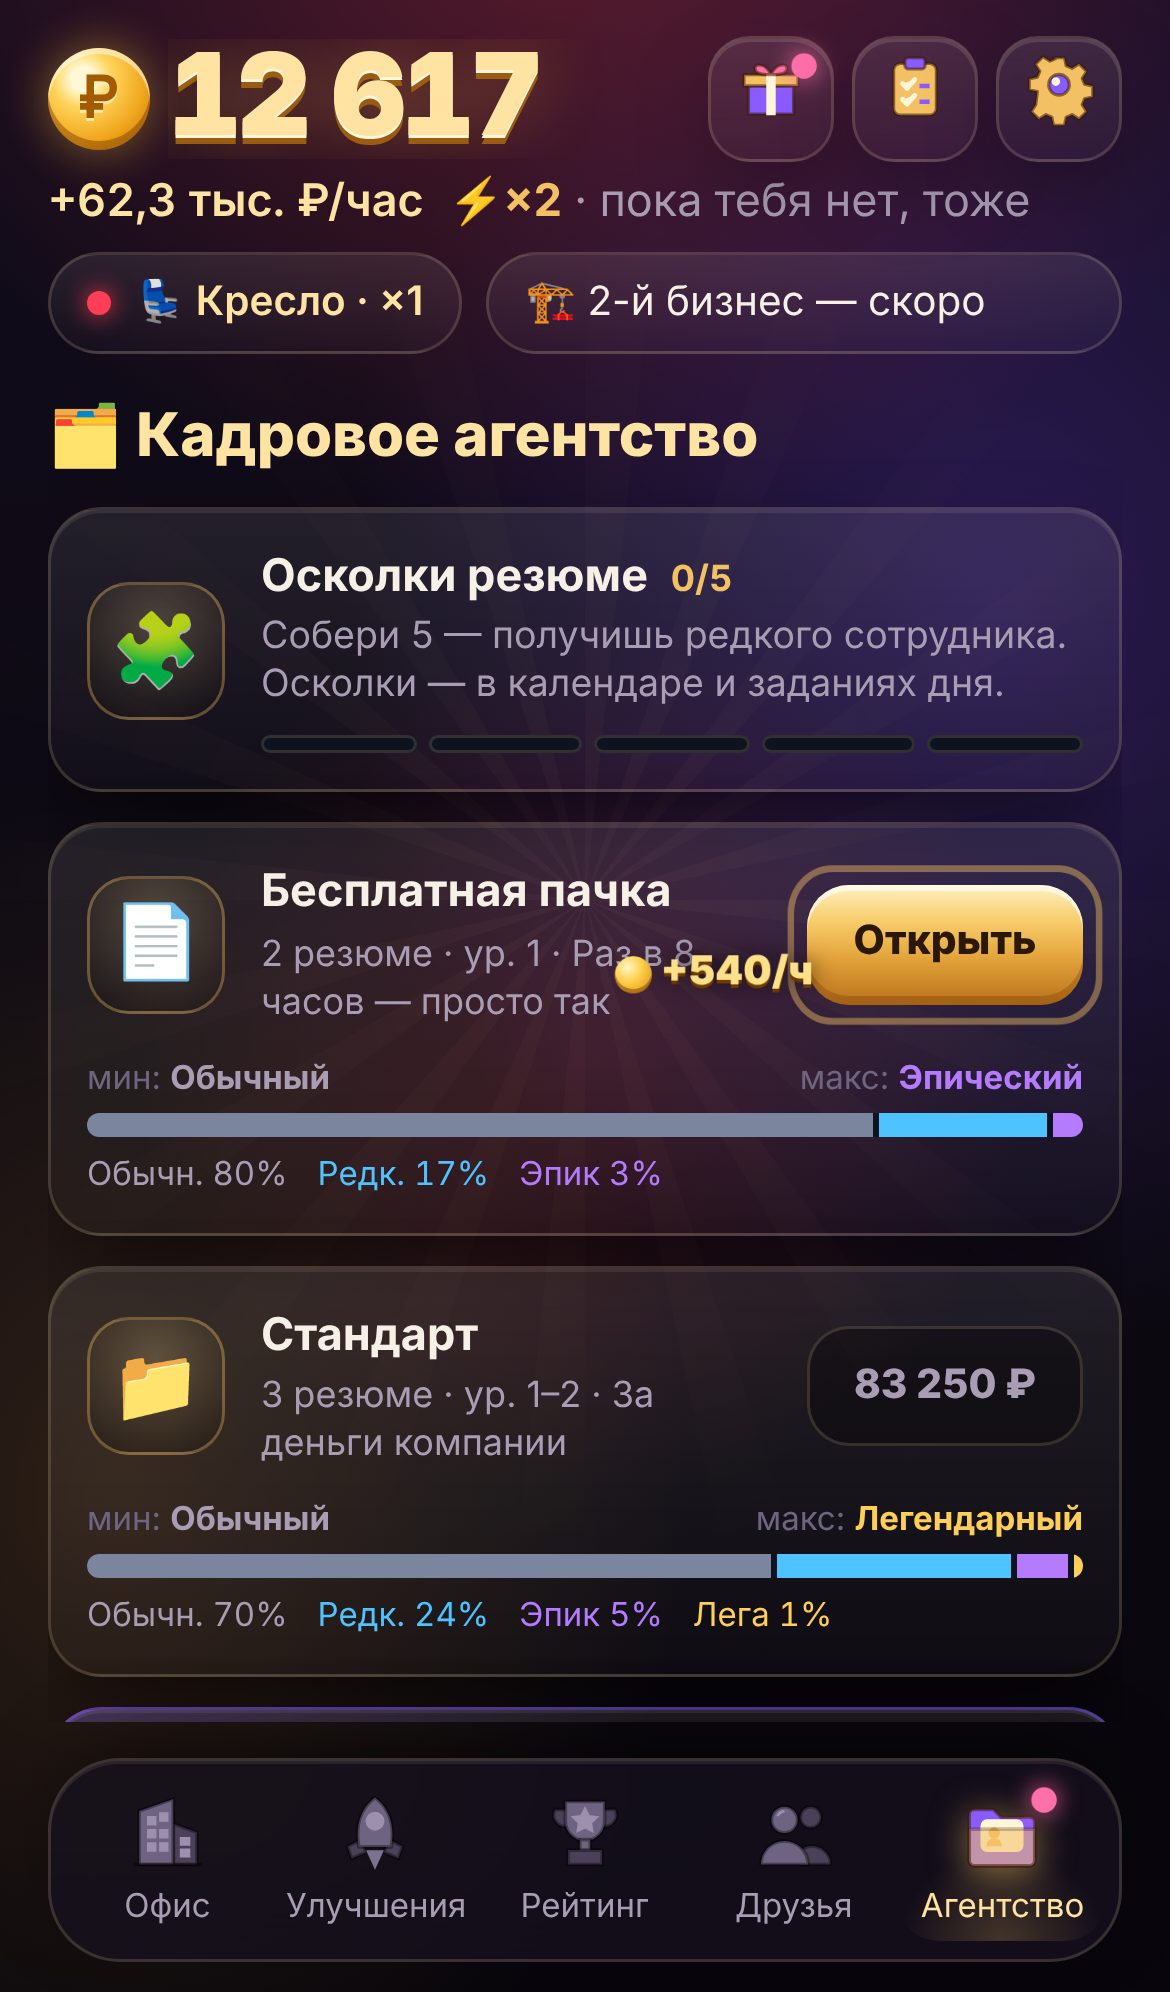 ₽ 12 617
+62,3 тыс. ₽/час ⚡×2 · пока тебя нет, тоже
Кресло · ×1
2-й бизнес — скоро
Кадровое агентство
Осколки резюме 0/5
Собери 5 — получишь редкого сотрудника.
Осколки — в календаре и заданиях дня.
Бесплатная пачка
2 резюме · ур. 1 · Раз в 8
часов — просто так
+540/ч
Открыть
мин: Обычный
макс: Эпический
Обычн. 80% Редк. 17% Эпик 3%
Стандарт
3 резюме · ур. 1–2 · За
деньги компании
83 250 ₽
мин: Обычный
макс: Легендарный
Обычн. 70% Редк. 24% Эпик 5% Лега 1%
Офис
Улучшения
Рейтинг
Друзья
Агентство